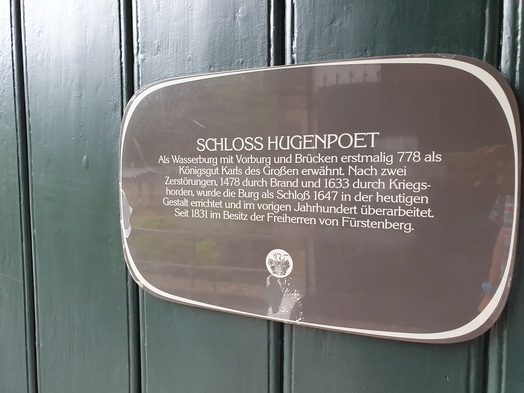 SCHLOSS HUGENPOET
Als Wasserburg mit Vorburg und Brücken erstmalig 778 als
Königsgut Karls des Großen erwähnt. Nach zwei
Zerstörungen, 1478 durch Brand und 1633 durch Kriegs-
horden, wurde die Burg als Schloß 1647 in der heutigen
Gestalt errichtet und im vorigen Jahrhundert überarbeitet.
Seit 1831 im Besitz der Freiherren von Fürstenberg.